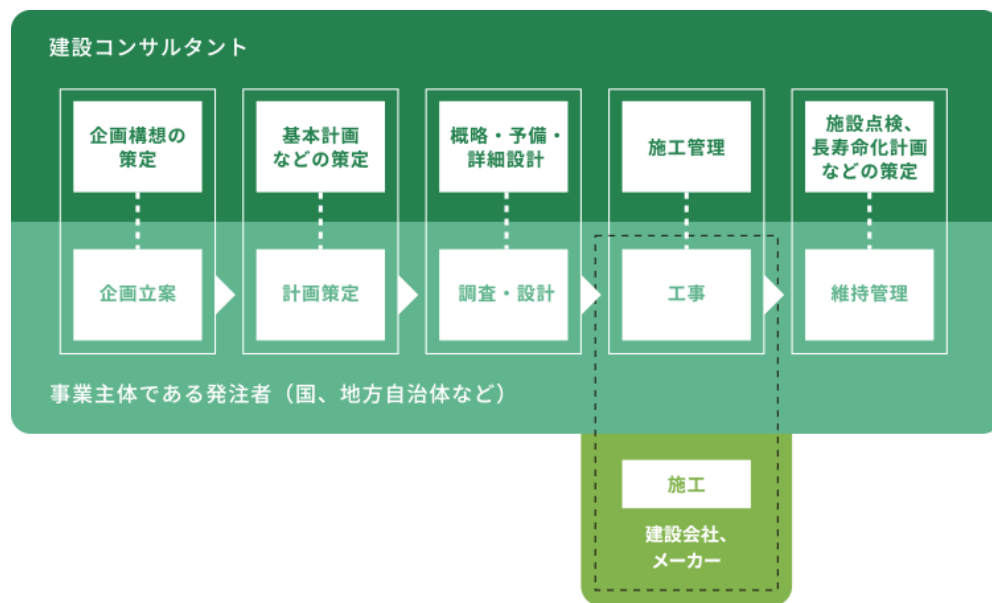 建設コンサルタント
企画構想の
策定
基本計画
などの策定
概略・予備・
詳細設計
施工管理
施設点検、
長寿命化計画
などの策定
企画立案
計画策定
調査・設計
工事
維持管理
事業主体である発注者（国、地方自治体など）
施工
建設会社、
メーカー